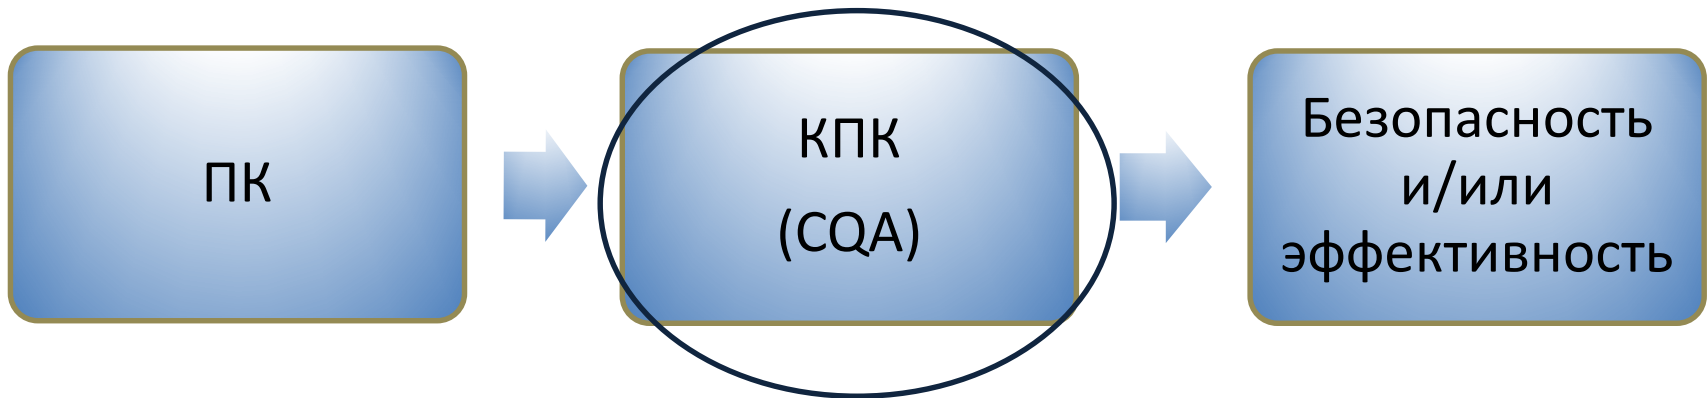 ПК
КПК
(CQA)
Безопасность
и/или
эффективность